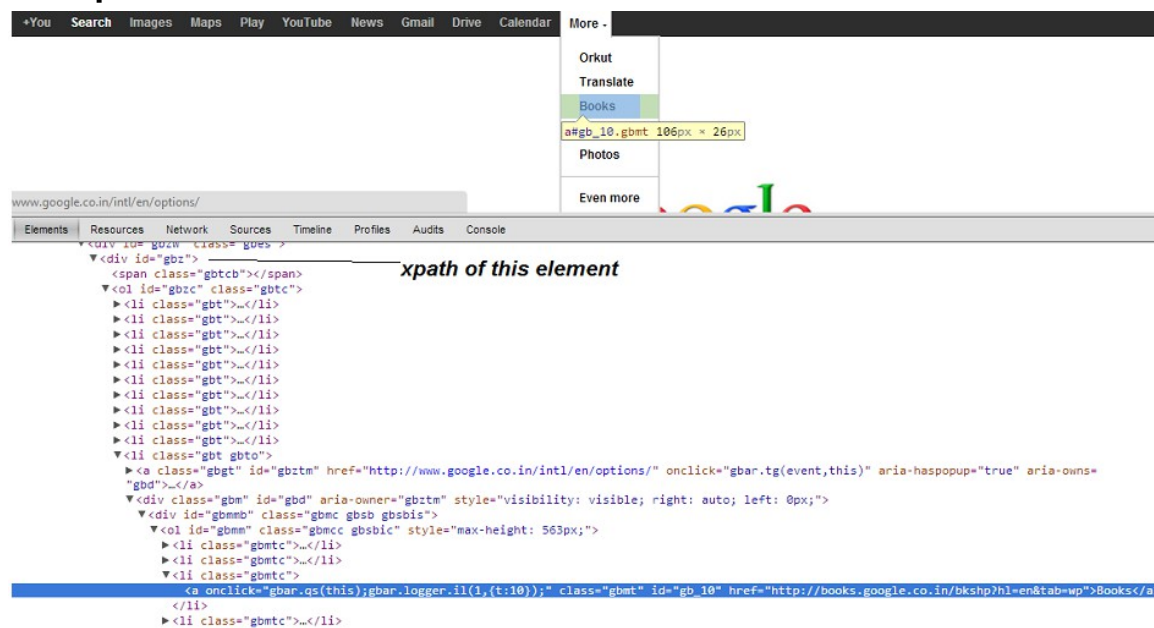 +You Search Images Maps Play YouTube News Gmail Drive Calendar More
Orkut
Translate
Books
a#gb_10.gbmt 106px × 26px
Photos
Even more
www.google.co.in/intl/en/options/
Elements Resources Network Sources Timeline Profiles Audits Console
▼<div id="gbzw" class="gbes">
▼<div id="gbz">
xpath of this element
<span class="gbtcb"></span>
▼<ol id="gbzc" class="gbtc">
▶<li class="gbt">…</li>
▶<li class="gbt">…</li>
▶<li class="gbt">…</li>
▶<li class="gbt">…</li>
▶<li class="gbt">…</li>
▶<li class="gbt">…</li>
▶<li class="gbt">…</li>
▶<li class="gbt">…</li>
▶<li class="gbt">…</li>
▶<li class="gbt">…</li>
▼<li class="gbt gbto">
▶<a class="gbgt" id="gbztm" href="http://www.google.co.in/intl/en/options/" onclick="gbar.tg(event,this)" aria-haspopup="true" aria-owns=
"gbd">…</a>
▼<div class="gbm" id="gbd" aria-owner="gbztm" style="visibility: visible; right: auto; left: 0px;">
▼<div id="gbmmb" class="gbmc gbsb gbsbis">
▼<ol id="gbmm" class="gbmcc gbsbic" style="max-height: 563px;">
▶<li class="gbmtc">…</li>
▶<li class="gbmtc">…</li>
▼<li class="gbmtc">
<a onclick="gbar.qs(this);gbar.logger.il(1,{t:10});" class="gbmt" id="gb_10" href="http://books.google.co.in/bkshp?hl=en&tab=wp">Books</a
</li>
▶<li class="gbmtc">…</li>